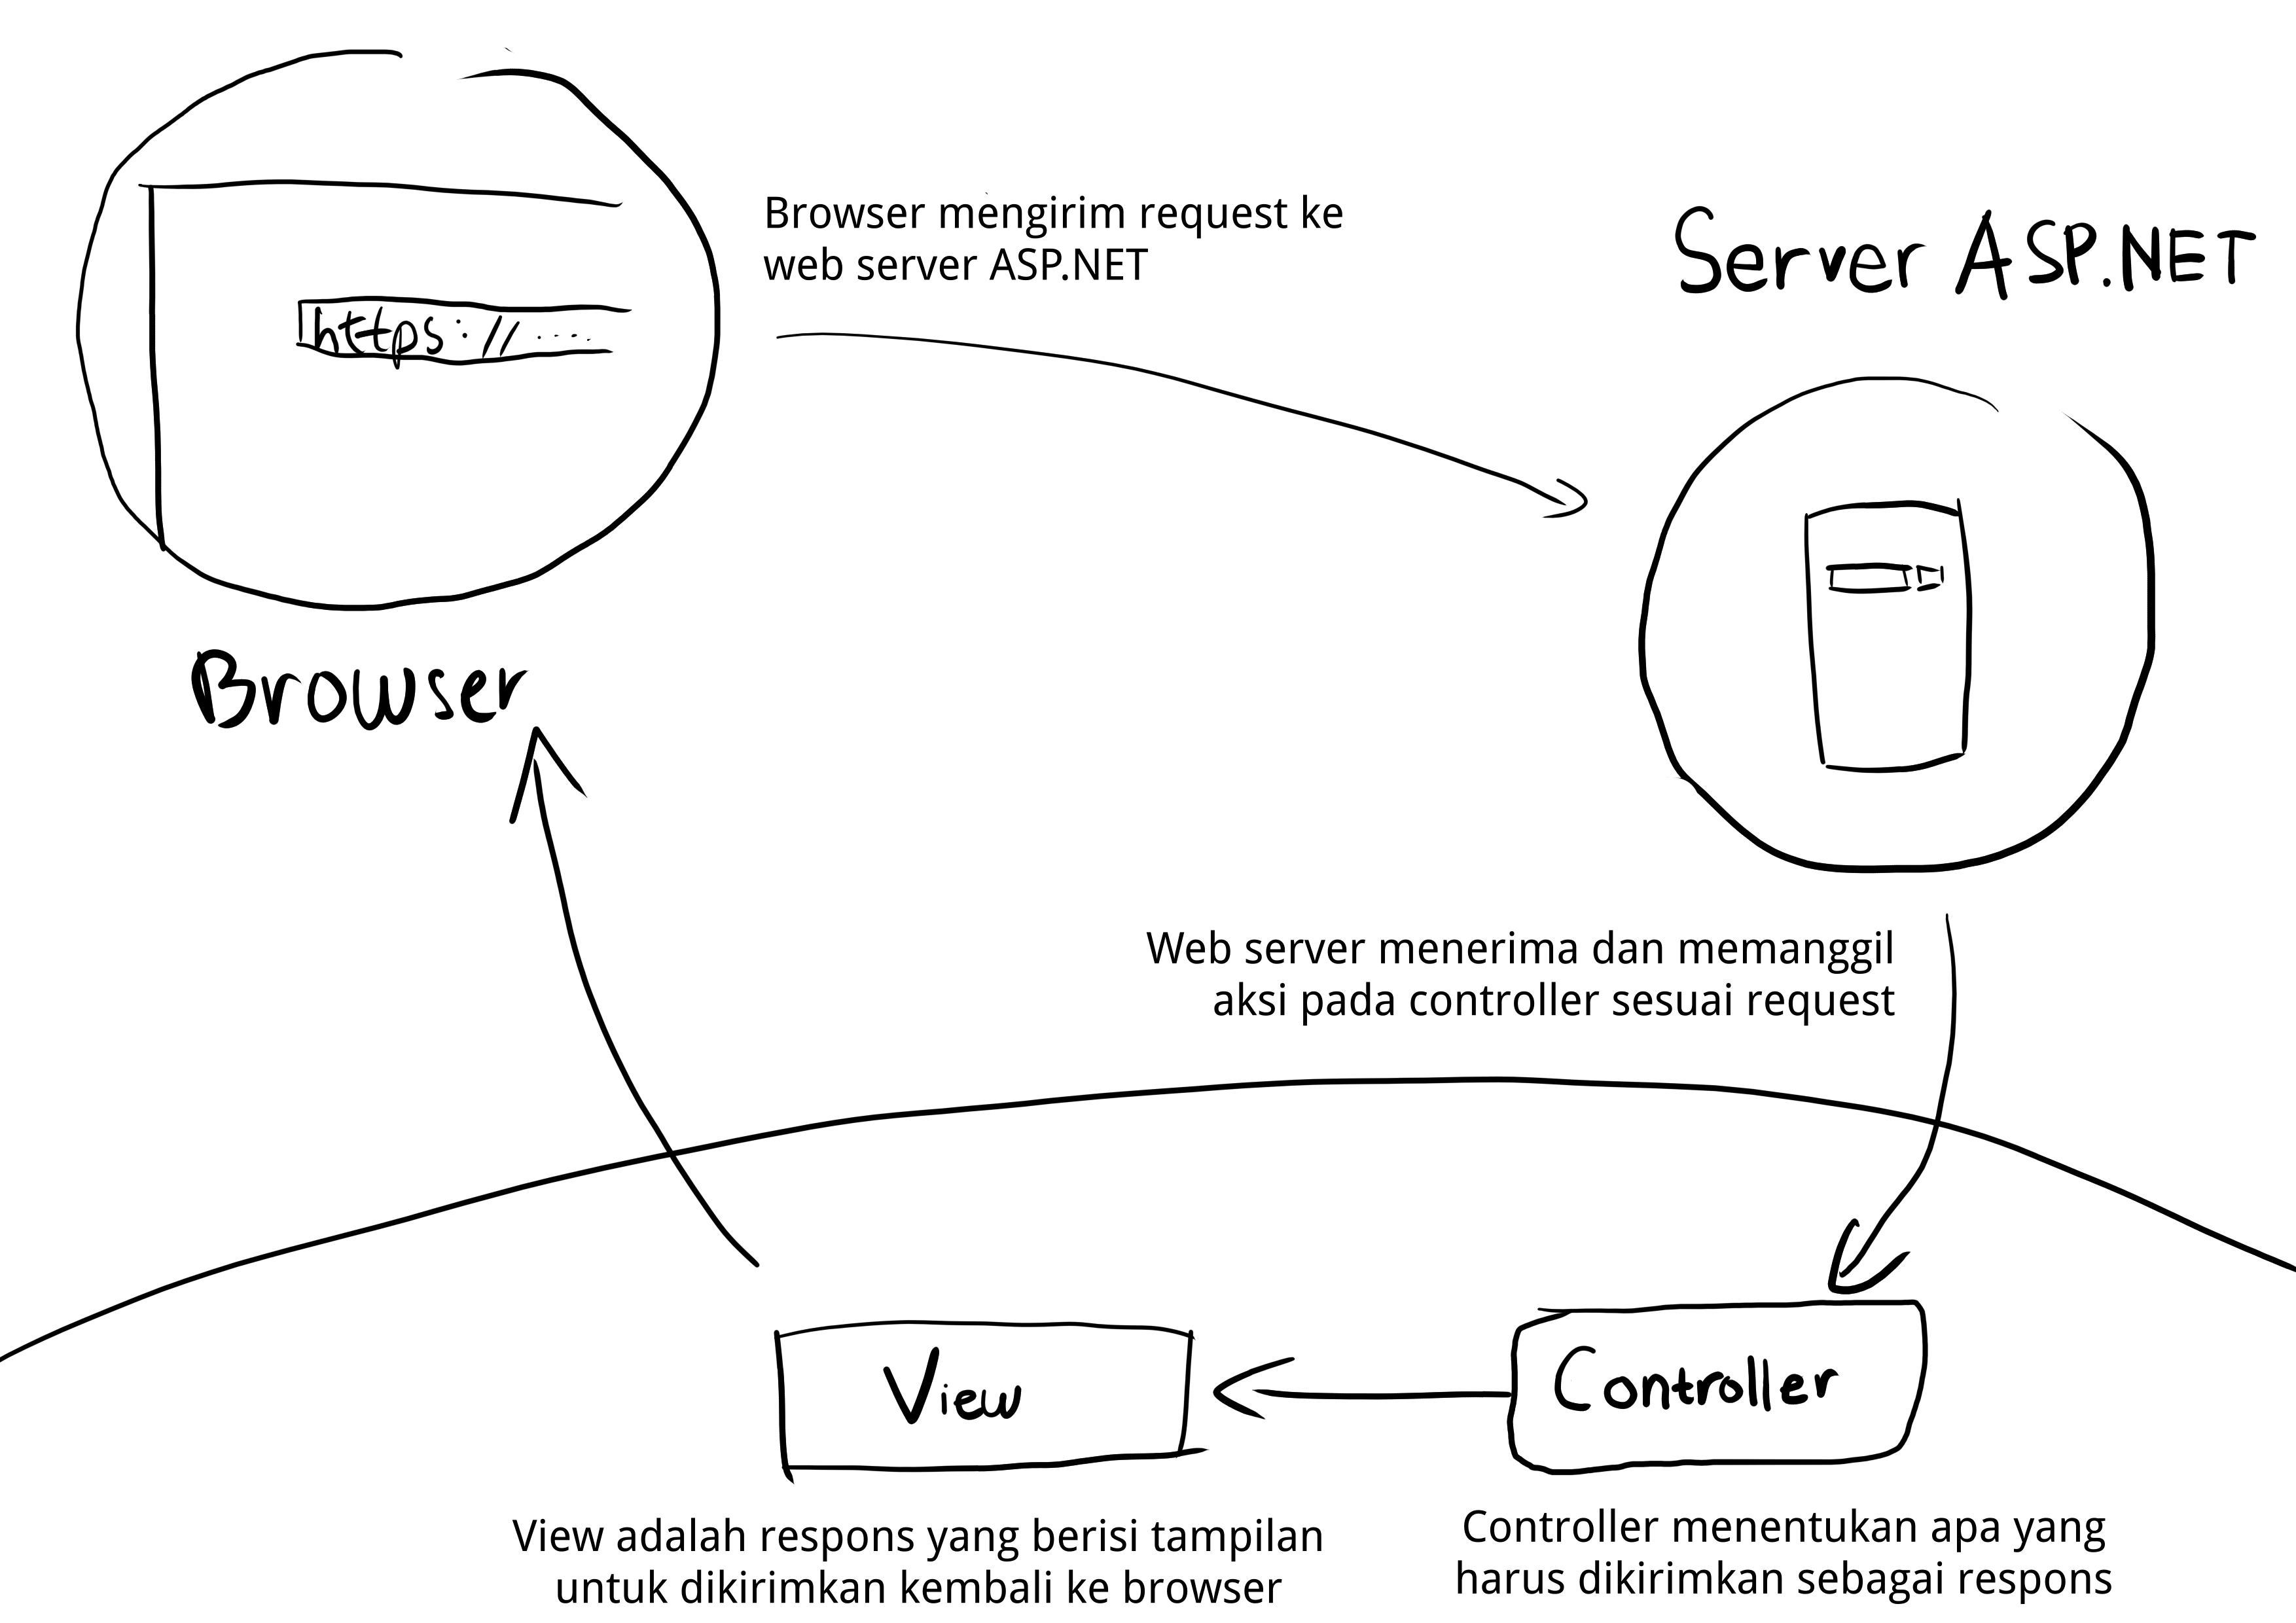 Browser mengirim request ke
web server ASP.NET
Server ASP.NET
https://....
Browser
Web server menerima dan memanggil
aksi pada controller sesuai request
View
Controller
View adalah respons yang berisi tampilan
untuk dikirimkan kembali ke browser
Controller menentukan apa yang
harus dikirimkan sebagai respons